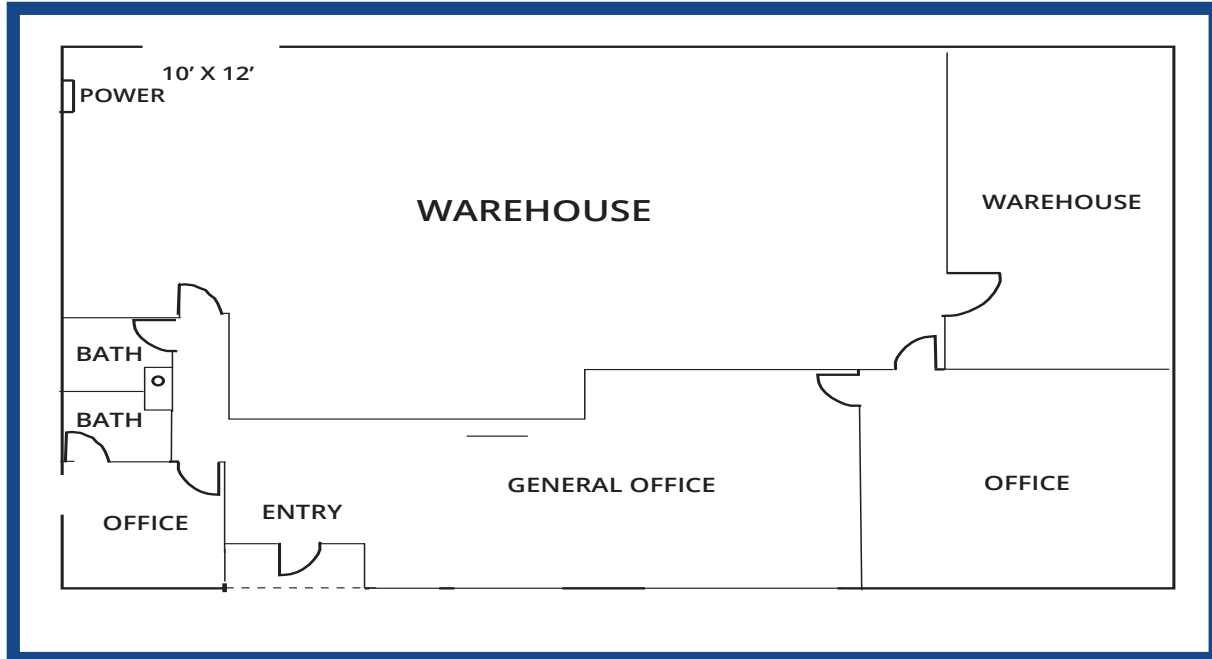 10’ X 12’
POWER
WAREHOUSE
WAREHOUSE
BATH
BATH
GENERAL OFFICE
OFFICE
ENTRY
OFFICE